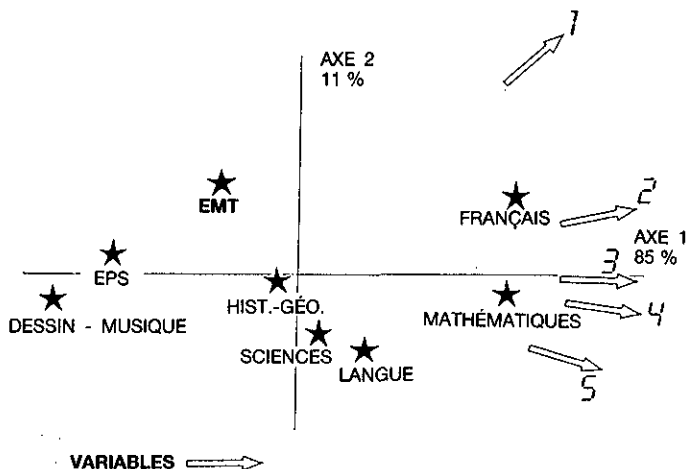 1
AXE 2
11 %
2
EMT
FRANÇAIS
AXE 1
3
85 %
EPS
HIST.-GÉO.
4
DESSIN - MUSIQUE
MATHÉMATIQUES
SCIENCES
LANGUE
5
VARIABLES